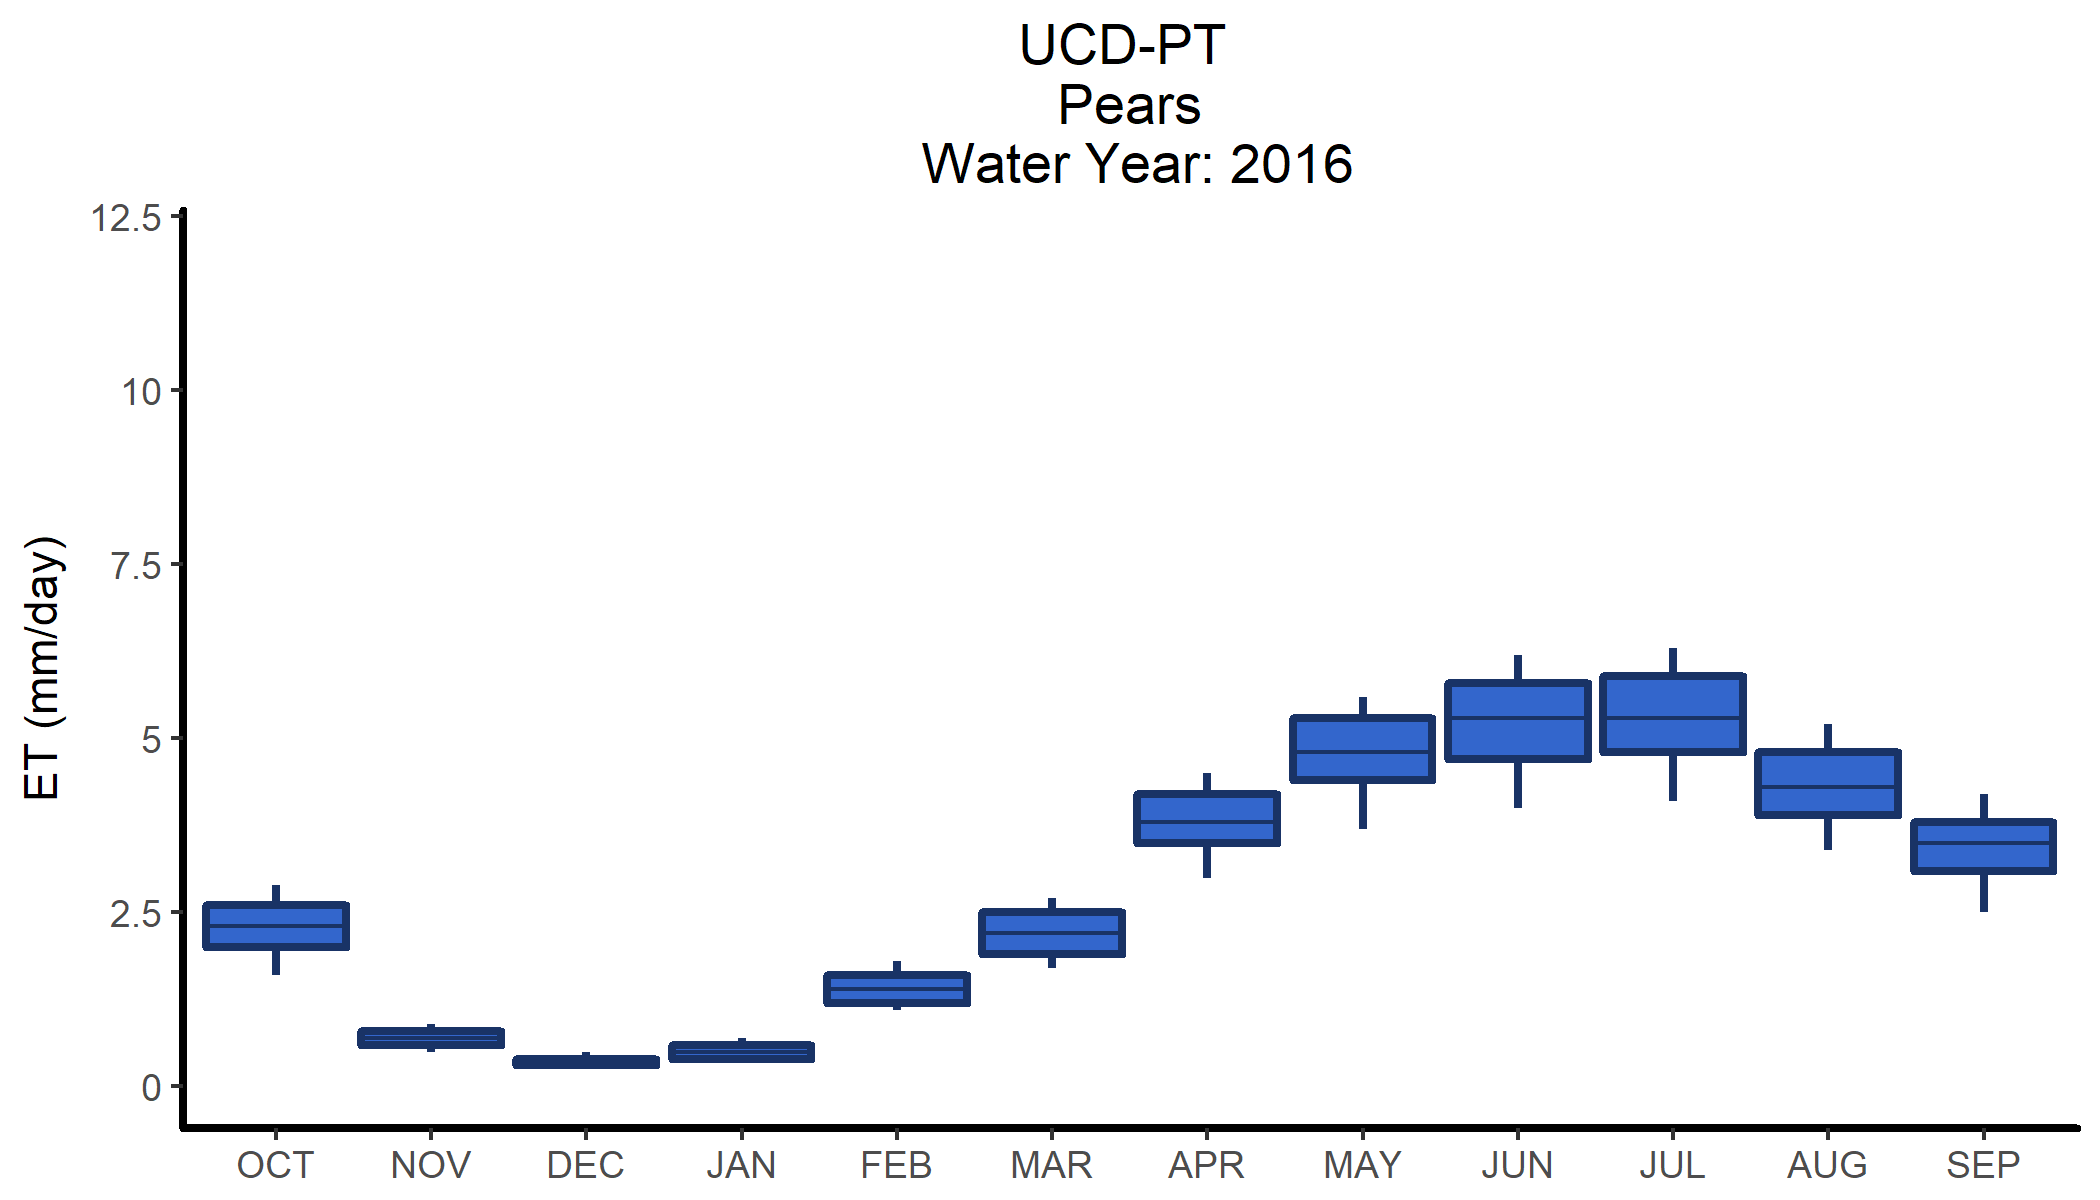 UCD-PT
Pears
Water Year: 2016
ET (mm/day)
12.5
10
7.5
5
2.5
0
OCT NOV DEC JAN FEB MAR APR MAY JUN JUL AUG SEP